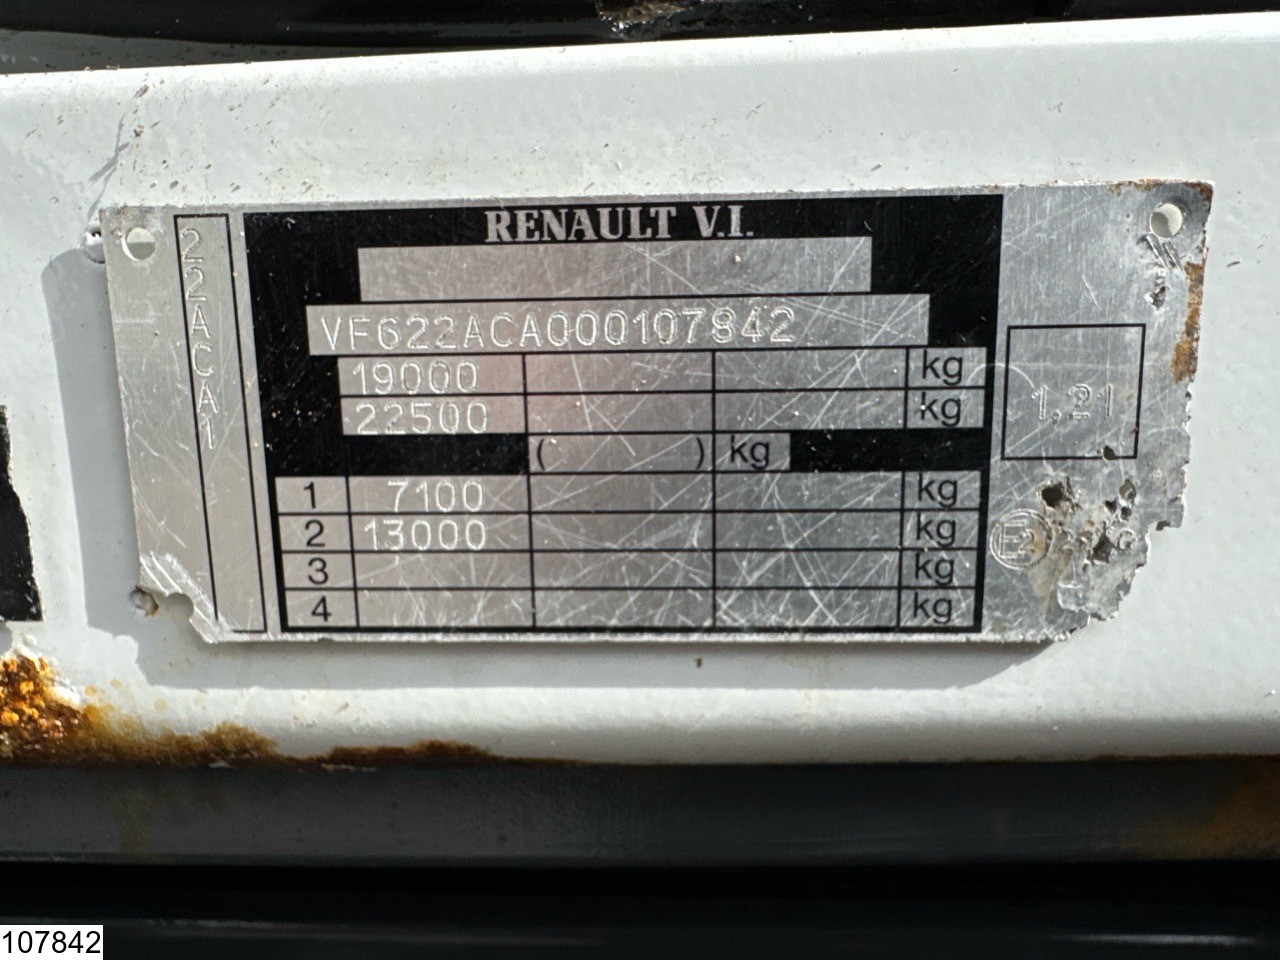 RENAULT V.I.
22ACA1
VF622ACA000107842
19000 kg
22500 kg
( ) kg
1 7100 kg
2 13000 kg
3 kg
4 kg
1,21
E2
107842